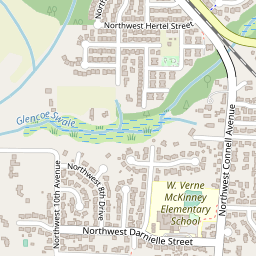 Northwest Hertel Street
Glencoe Swale
Northwest Connell Avenue
Northwest 10th Avenue
Northwest 8th Drive
W. Verne
McKinney
Elementary
School
Northwest Darnielle Street